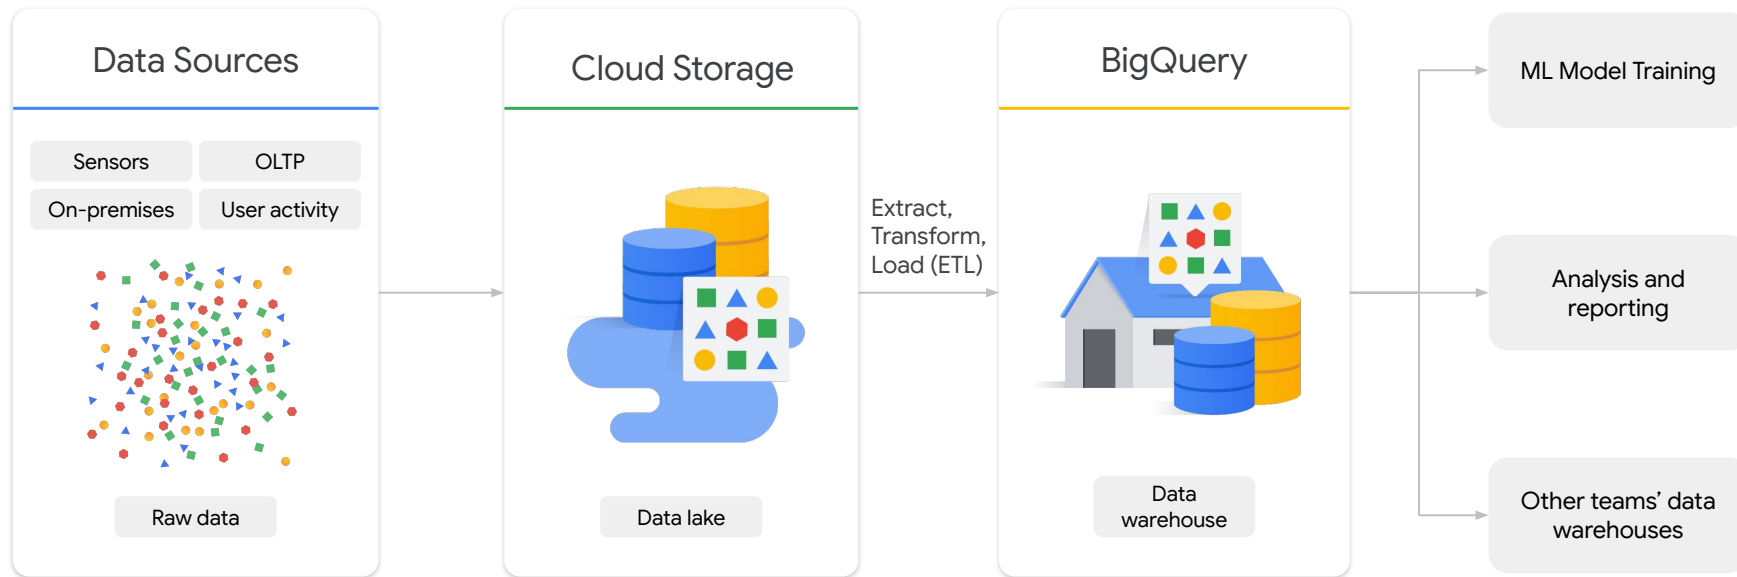 Data Sources
Sensors
OLTP
On-premises
User activity
Raw data
Cloud Storage
Data lake
Extract,
Transform,
Load (ETL)
BigQuery
Data
warehouse
ML Model Training
Analysis and
reporting
Other teams’ data
warehouses